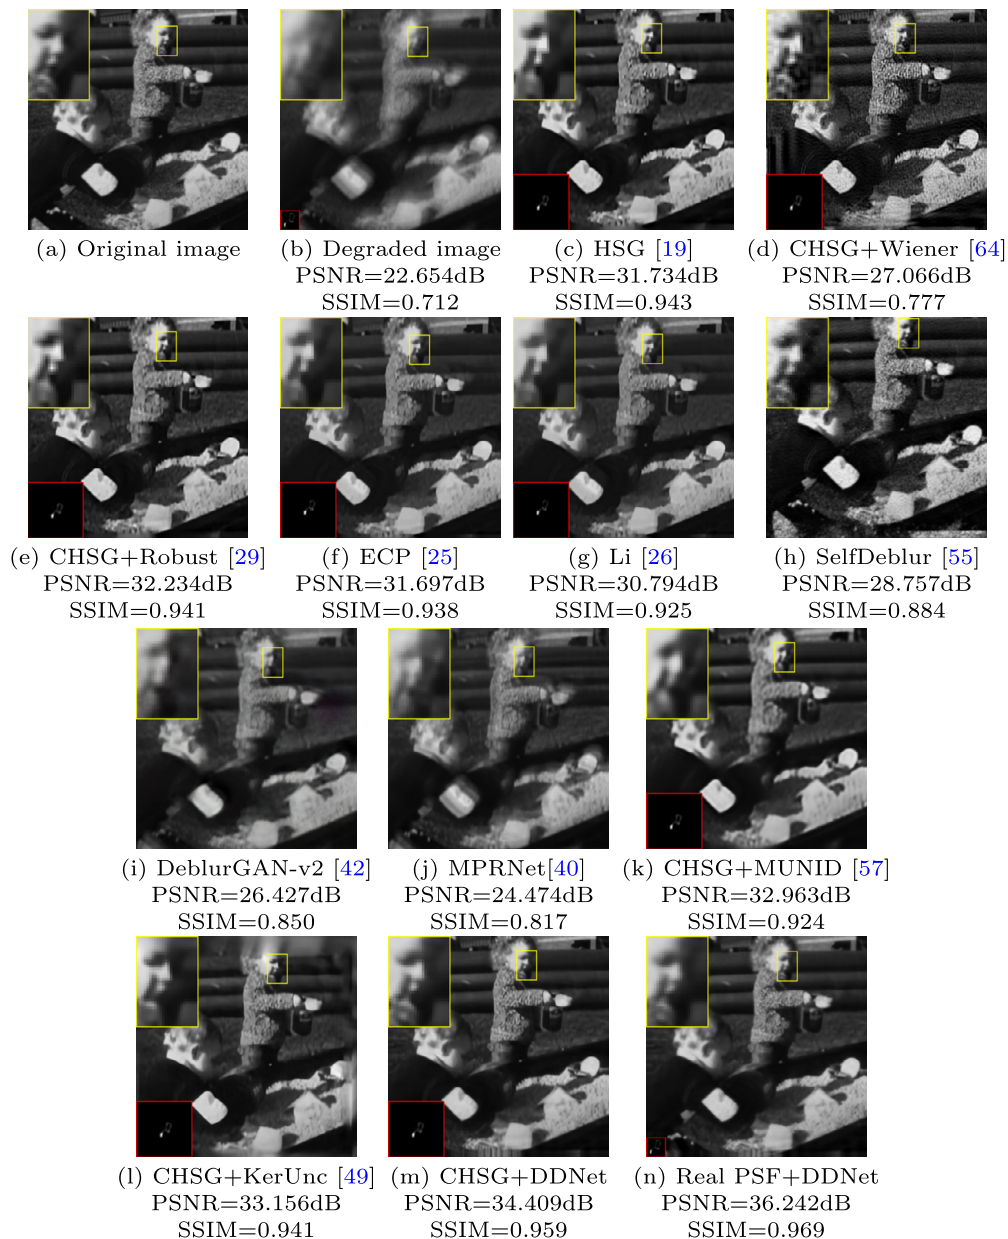 (a) Original image
(b) Degraded image
PSNR=22.654dB
SSIM=0.712
(c) HSG [19]
PSNR=31.734dB
SSIM=0.943
(d) CHSG+Wiener [64]
PSNR=27.066dB
SSIM=0.777
(e) CHSG+Robust [29]
PSNR=32.234dB
SSIM=0.941
(f) ECP [25]
PSNR=31.697dB
SSIM=0.938
(g) Li [26]
PSNR=30.794dB
SSIM=0.925
(h) SelfDeblur [55]
PSNR=28.757dB
SSIM=0.884
(i) DeblurGAN-v2 [42]
PSNR=26.427dB
SSIM=0.850
(j) MPRNet[40]
PSNR=24.474dB
SSIM=0.817
(k) CHSG+MUNID [57]
PSNR=32.963dB
SSIM=0.924
(l) CHSG+KerUnc [49]
PSNR=33.156dB
SSIM=0.941
(m) CHSG+DDNet
PSNR=34.409dB
SSIM=0.959
(n) Real PSF+DDNet
PSNR=36.242dB
SSIM=0.969